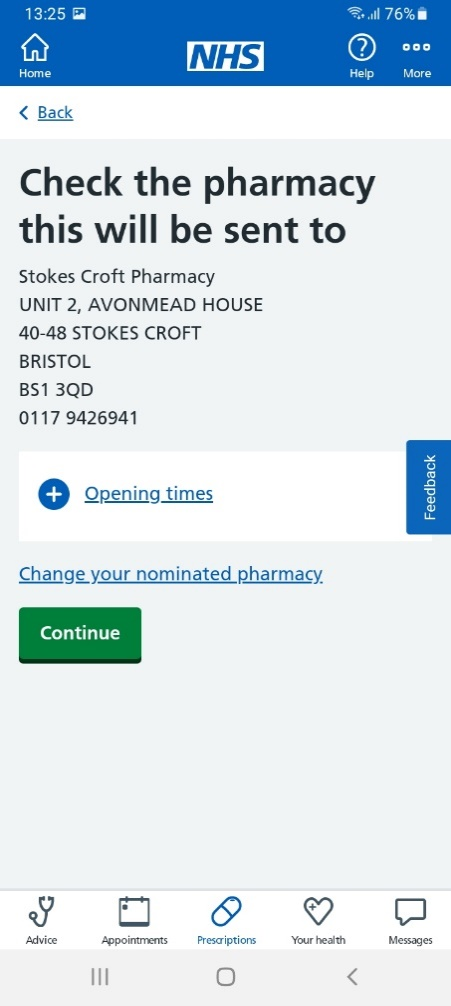 13:25 76%
NHS
Home Help More
Back
Check the pharmacy
this will be sent to
Stokes Croft Pharmacy
UNIT 2, AVONMEAD HOUSE
40-48 STOKES CROFT
BRISTOL
BS1 3QD
0117 9426941
Feedback
Opening times
Change your nominated pharmacy
Continue
Advice Appointments Prescriptions Your health Messages